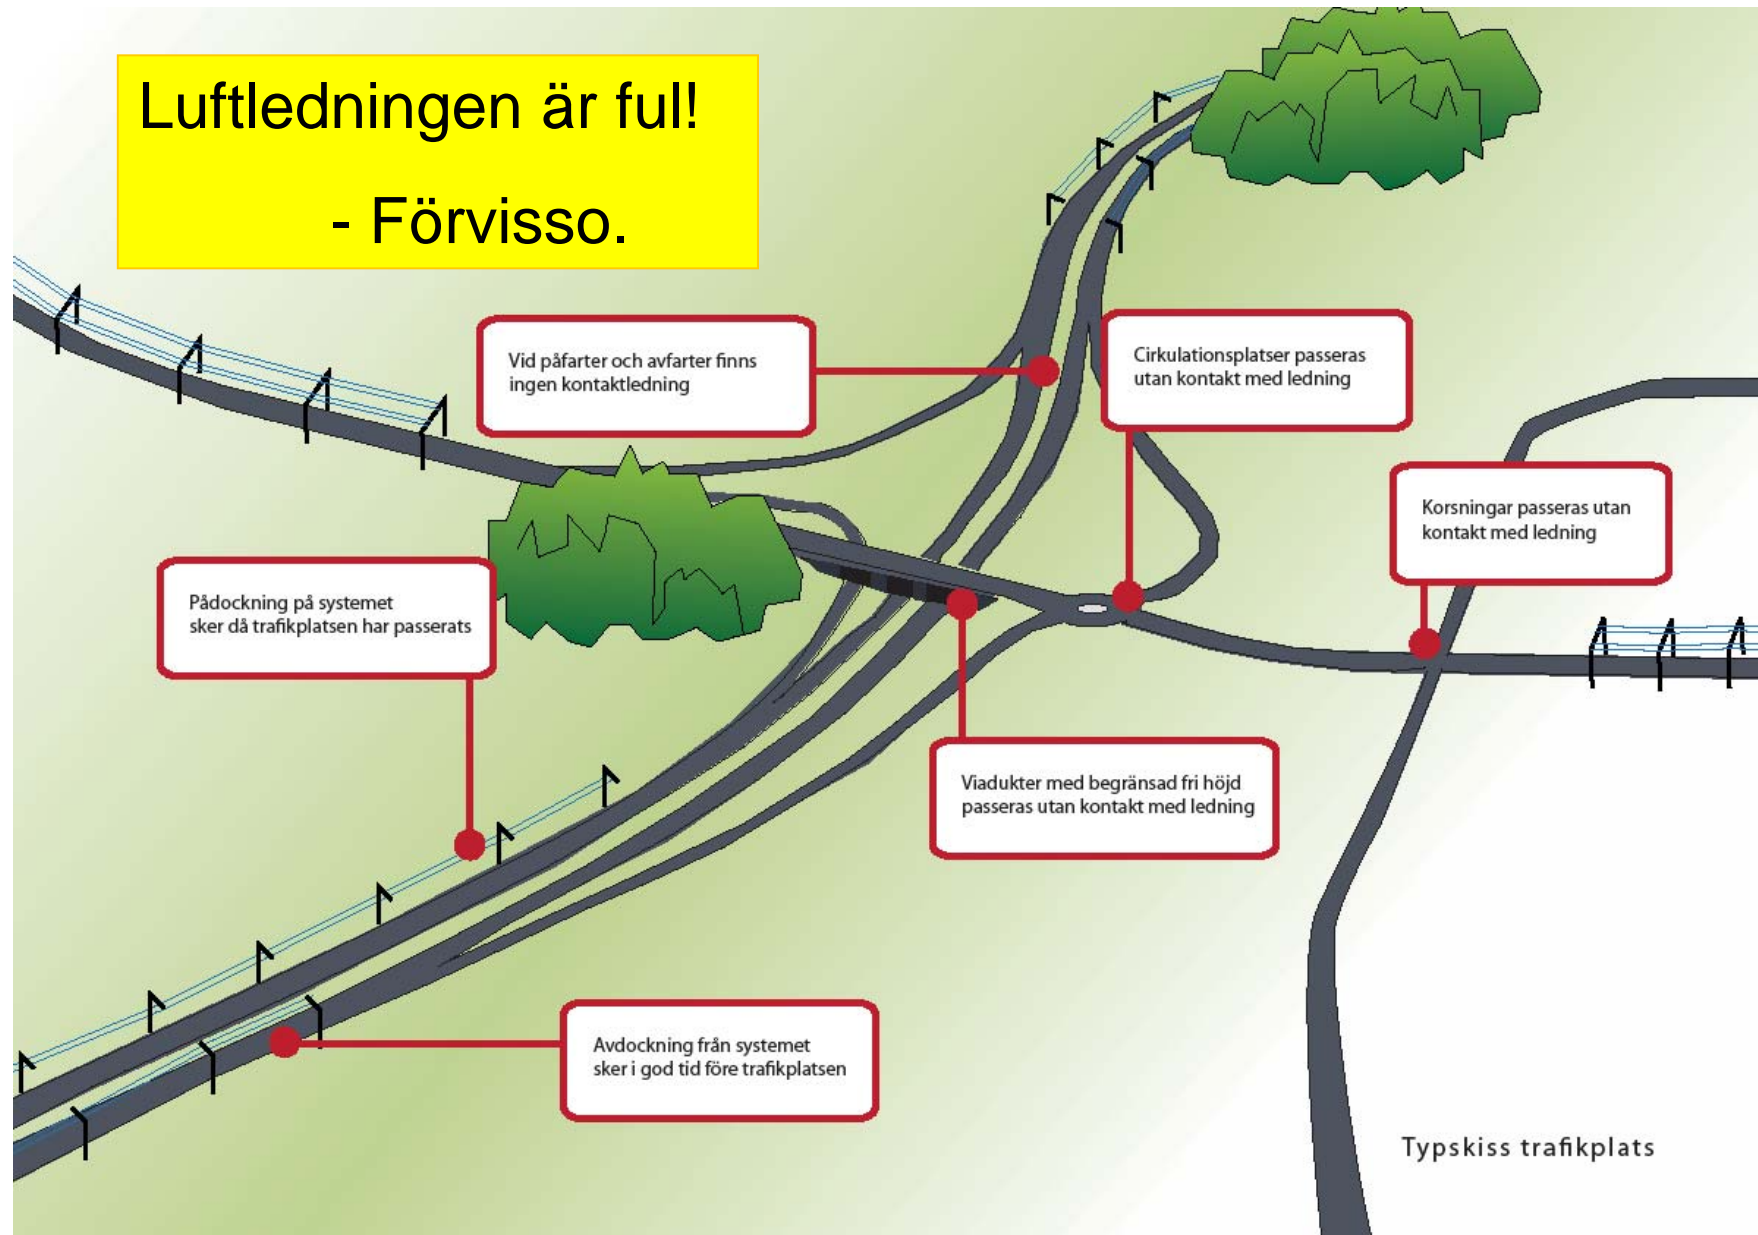 Luftledningen är ful!
- Förvisso.
Vid påfarter och avfarter finns
ingen kontaktledning
Cirkulationsplatser passeras
utan kontakt med ledning
Korsningar passeras utan
kontakt med ledning
Pådockning på systemet
sker då trafikplatsen har passerats
Viadukter med begränsad fri höjd
passeras utan kontakt med ledning
Avdockning från systemet
sker i god tid före trafikplatsen
Typskiss trafikplats